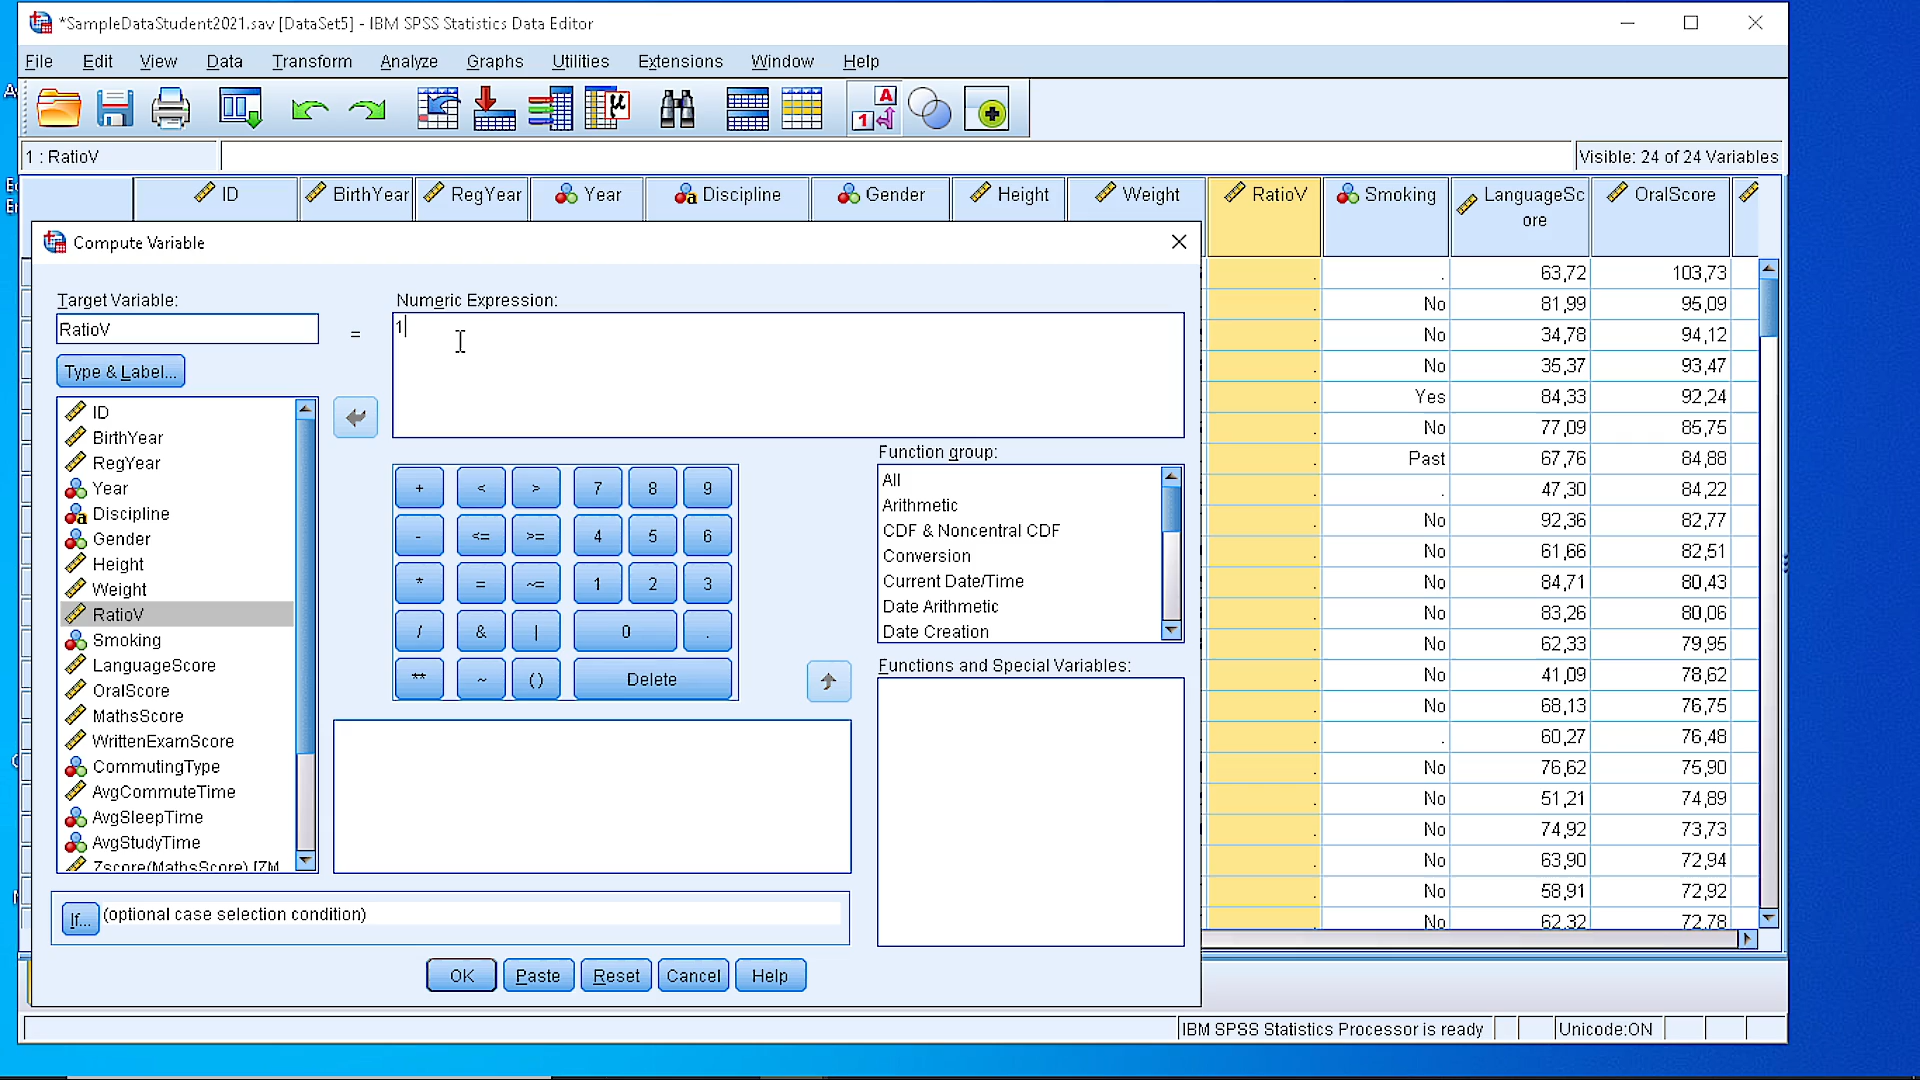 *SampleDataStudent2021.sav [DataSet5] - IBM SPSS Statistics Data Editor
File Edit View Data Transform Analyze Graphs Utilities Extensions Window Help
1 : RatioV
Visible: 24 of 24 Variables
ID BirthYear RegYear Year Discipline Gender Height Weight RatioV Smoking LanguageSc
ore OralScore
Compute Variable
Target Variable:
RatioV
=
Numeric Expression:
1
Type & Label...
ID
BirthYear
RegYear
Year
Discipline
Gender
Height
Weight
RatioV
Smoking
LanguageScore
OralScore
MathsScore
WrittenExamScore
CommutingType
AvgCommuteTime
AvgSleepTime
AvgStudyTime
Zscore(MathsScore) [ZM
+ < > 7 8 9
- <= >= 4 5 6
* = ~= 1 2 3
/ & | 0 .
** ~ () Delete
Function group:
All
Arithmetic
CDF & Noncentral CDF
Conversion
Current Date/Time
Date Arithmetic
Date Creation
Functions and Special Variables:
If... (optional case selection condition)
OK Paste Reset Cancel Help
. . 63,72 103,73
. No 81,99 95,09
. No 34,78 94,12
. No 35,37 93,47
. Yes 84,33 92,24
. No 77,09 85,75
. Past 67,76 84,88
. . 47,30 84,22
. No 92,36 82,77
. No 61,66 82,51
. No 84,71 80,43
. No 83,26 80,06
. No 62,33 79,95
. No 41,09 78,62
. No 68,13 76,75
. . 60,27 76,48
. No 76,62 75,90
. No 51,21 74,89
. No 74,92 73,73
. No 63,90 72,94
. No 58,91 72,92
. No 62,32 72,78
IBM SPSS Statistics Processor is ready
Unicode:ON